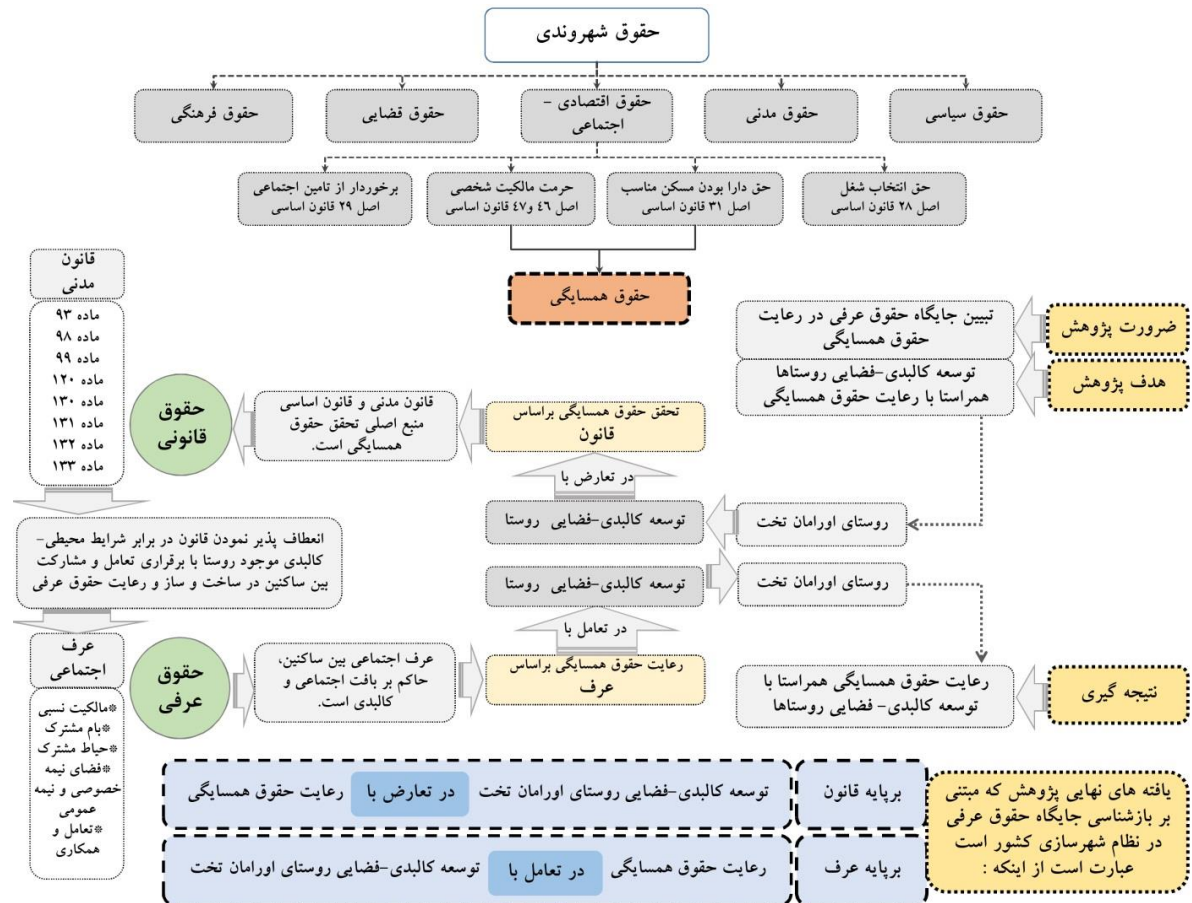 حقوق شهروندی
حقوق سیاسی
حقوق مدنی
حقوق اقتصادی -
اجتماعی
حقوق قضایی
حقوق فرهنگی
حق انتخاب شغل
اصل ۲۸ قانون اساسی
حق دارا بودن مسکن مناسب
اصل ۳۱ قانون اساسی
حرمت مالکیت شخصی
اصل ۴۶ و۴۷ قانون اساسی
برخوردار از تامین اجتماعی
اصل ۲۹ قانون اساسی
حقوق همسایگی
ضرورت پژوهش
تبیین جایگاه حقوق عرفی در رعایت
حقوق همسایگی
هدف پژوهش
توسعه کالبدی-فضایی روستاها
همراستا با رعایت حقوق همسایگی
روستای اورامان تخت
توسعه کالبدی-فضایی روستا
در تعارض با
تحقق حقوق همسایگی براساس
قانون
قانون مدنی و قانون اساسی
منبع اصلی تحقق حقوق
همسایگی است.
حقوق
قانونی
قانون
مدنی
ماده ۹۳
ماده ۹۸
ماده ۹۹
ماده ۱۲۰
ماده ۱۳۰
ماده ۱۳۱
ماده ۱۳۲
ماده ۱۳۳
انعطاف پذیر نمودن قانون در برابر شرایط محیطی-
کالبدی موجود روستا با برقراری تعامل و مشارکت
بین ساکنین در ساخت و ساز و رعایت حقوق عرفی
عرف
اجتماعی
*مالکیت نسبی
*بام مشترک
*حیاط مشترک
*فضای نیمه
خصوصی و نیمه
عمومی
*تعامل و
همکاری
حقوق
عرفی
عرف اجتماعی بین ساکنین،
حاکم بر بافت اجتماعی و
کالبدی است.
رعایت حقوق همسایگی براساس
عرف
در تعامل با
توسعه کالبدی-فضایی روستا
روستای اورامان تخت
نتیجه گیری
رعایت حقوق همسایگی همراستا با
توسعه کالبدی- فضایی روستاها
یافته های نهایی پژوهش که مبتنی
بر بازشناسی جایگاه حقوق عرفی
در نظام شهرسازی کشور است
عبارت است از اینکه :
برپایه قانون
توسعه کالبدی-فضایی روستای اورامان تخت در تعارض با رعایت حقوق همسایگی
برپایه عرف
رعایت حقوق همسایگی در تعامل با توسعه کالبدی-فضایی روستای اورامان تخت